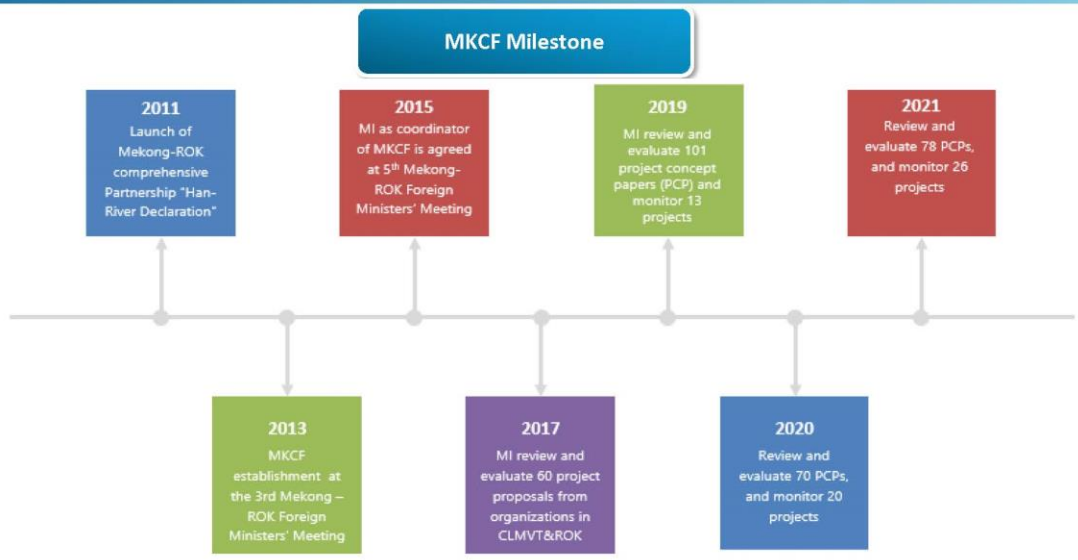 MKCF Milestone
2011
Launch of
Mekong-ROK
comprehensive
Partnership "Han-
River Declaration"
2015
MI as coordinator
of MKCF is agreed
at 5th Mekong-
ROK Foreign
Ministers' Meeting
2019
MI review and
evaluate 101
project concept
papers (PCP) and
monitor 13
projects
2021
Review and
evaluate 78 PCPs,
and monitor 26
projects
2013
MKCF
establishment at
the 3rd Mekong –
ROK Foreign
Ministers' Meeting
2017
MI review and
evaluate 60 project
proposals from
organizations in
CLMVT&ROK
2020
Review and
evaluate 70 PCPs,
and monitor 20
projects